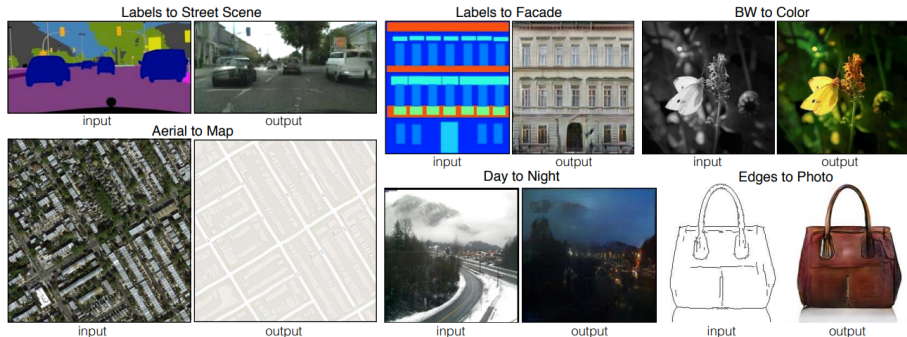 Labels to Street Scene
input
output
Aerial to Map
input
output
Labels to Facade
input
output
BW to Color
input
output
Day to Night
input
output
Edges to Photo
input
output